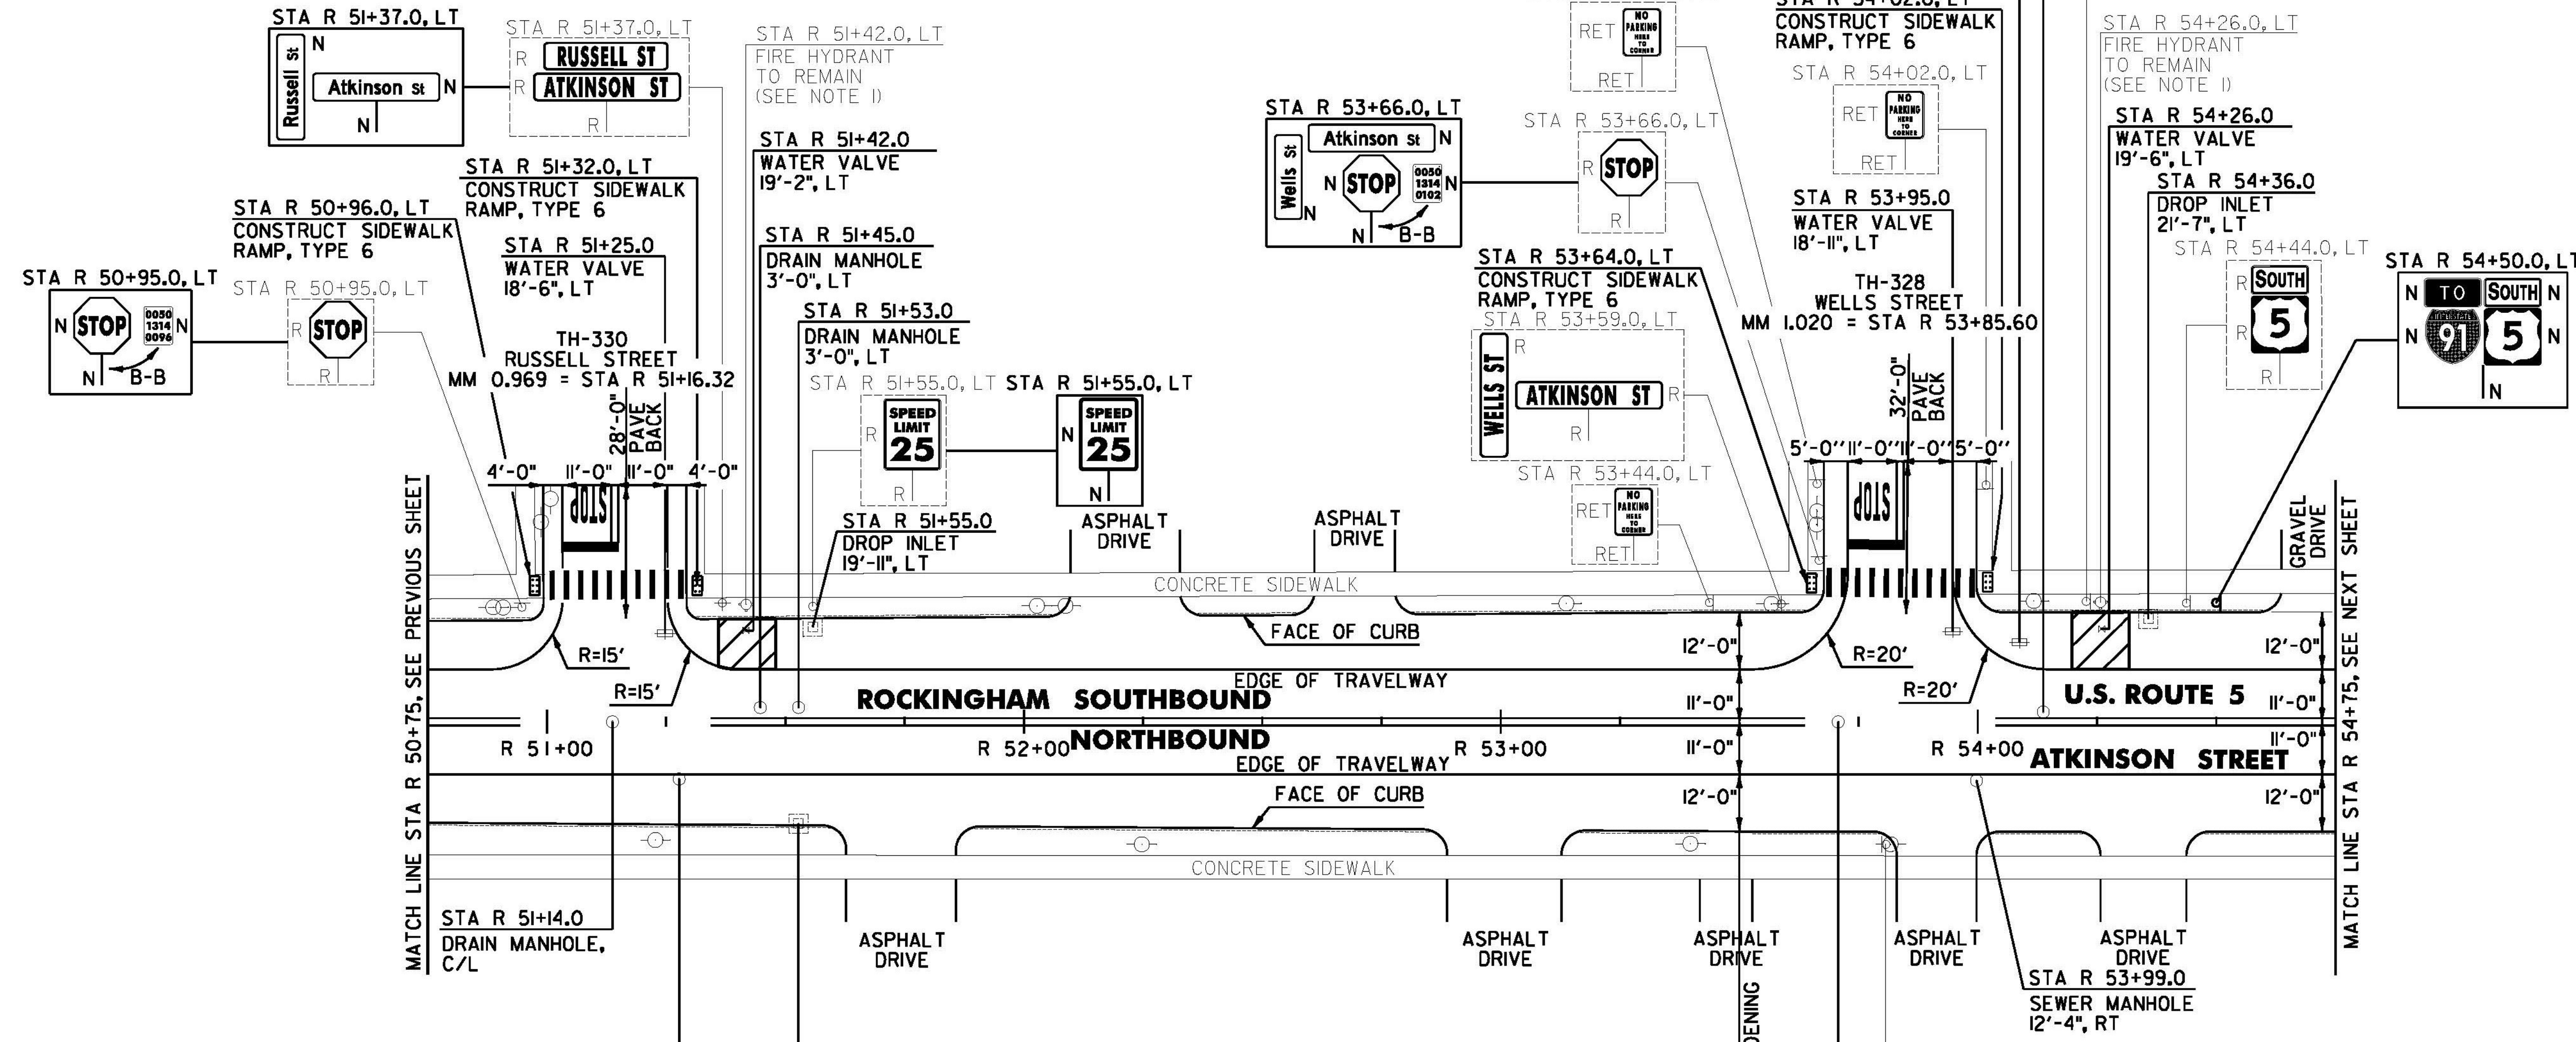 STA R 51+37.0, LT
Russell st
N
Atkinson st N
N
STA R 51+37.0, LT
R RUSSELL ST
R ATKINSON ST
R
STA R 51+42.0, LT
FIRE HYDRANT
TO REMAIN
(SEE NOTE 1)
STA R 51+42.0
WATER VALVE
19'-2", LT
STA R 51+32.0, LT
CONSTRUCT SIDEWALK
RAMP, TYPE 6
STA R 50+96.0, LT
CONSTRUCT SIDEWALK
RAMP, TYPE 6
STA R 51+25.0
WATER VALVE
18'-6", LT
STA R 51+45.0
DRAIN MANHOLE
3'-0", LT
STA R 50+95.0, LT
N STOP 0050 1314 0096 N
N B-B
STA R 50+95.0, LT
R STOP
R
TH-330
RUSSELL STREET
MM 0.969 = STA R 51+16.32
STA R 51+53.0
DRAIN MANHOLE
3'-0", LT
STA R 51+55.0, LT
R SPEED LIMIT 25
R
STA R 51+55.0, LT
N SPEED LIMIT 25
N
28'-0"
PAVE BACK
4'-0" 11'-0" 11'-0" 4'-0"
STOP
STA R 51+55.0
DROP INLET
19'-11", LT
ASPHALT
DRIVE
ASPHALT
DRIVE
RET NO PARKING HERE TO CORNER
RET
CONSTRUCT SIDEWALK
RAMP, TYPE 6
STA R 54+02.0, LT
RET NO PARKING HERE TO CORNER
RET
STA R 54+26.0, LT
FIRE HYDRANT
TO REMAIN
(SEE NOTE 1)
STA R 54+26.0
WATER VALVE
19'-6", LT
STA R 53+66.0, LT
Wells st
N
Atkinson st N
N STOP 0050 1314 0102 N
N B-B
STA R 53+66.0, LT
R STOP
R
STA R 53+95.0
WATER VALVE
18'-11", LT
STA R 54+36.0
DROP INLET
21'-7", LT
STA R 54+44.0, LT
R SOUTH
R 5
R
STA R 54+50.0, LT
N TO SOUTH N
N INTERSTATE 91 5 N
N
STA R 53+64.0, LT
CONSTRUCT SIDEWALK
RAMP, TYPE 6
TH-328
WELLS STREET
MM 1.020 = STA R 53+85.60
STA R 53+59.0, LT
WELLS ST
R
ATKINSON ST R
R
STA R 53+44.0, LT
RET NO PARKING HERE TO CORNER
RET
32'-0"
PAVE BACK
5'-0" 11'-0" 11'-0" 5'-0"
STOP
GRAVEL
DRIVE
MATCH LINE STA R 50+75, SEE PREVIOUS SHEET
MATCH LINE STA R 54+75, SEE NEXT SHEET
CONCRETE SIDEWALK
FACE OF CURB
R=15'
R=15'
R=20'
R=20'
12'-0"
12'-0"
EDGE OF TRAVELWAY
ROCKINGHAM SOUTHBOUND
U.S. ROUTE 5
11'-0"
11'-0"
R 51+00
R 52+00
NORTHBOUND
R 53+00
R 54+00
11'-0"
11'-0"
ATKINSON STREET
EDGE OF TRAVELWAY
FACE OF CURB
12'-0"
12'-0"
CONCRETE SIDEWALK
STA R 51+14.0
DRAIN MANHOLE,
C/L
ASPHALT
DRIVE
ASPHALT
DRIVE
ASPHALT
DRIVE
ASPHALT
DRIVE
ASPHALT
DRIVE
STA R 53+99.0
SEWER MANHOLE
12'-4", RT